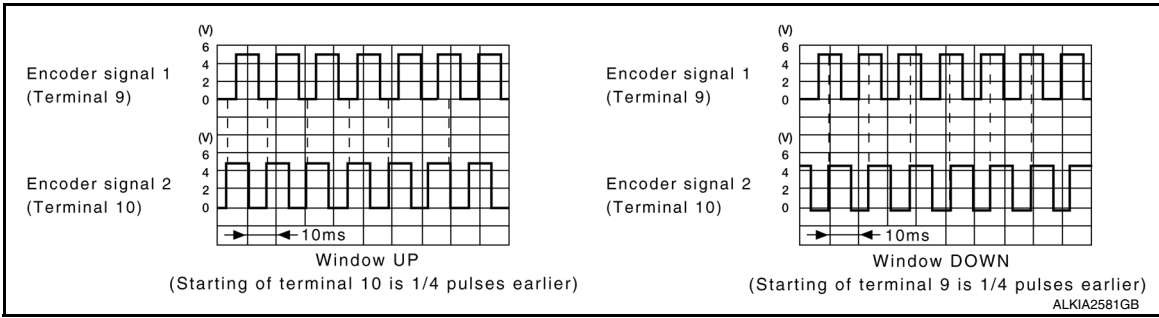 (V)
6
4
2
0
Encoder signal 1
(Terminal 9)
(V)
6
4
2
0
Encoder signal 2
(Terminal 10)
10ms
Window UP
(Starting of terminal 10 is 1/4 pulses earlier)
(V)
6
4
2
0
Encoder signal 1
(Terminal 9)
(V)
6
4
2
0
Encoder signal 2
(Terminal 10)
10ms
Window DOWN
(Starting of terminal 9 is 1/4 pulses earlier)
ALKIA2581GB